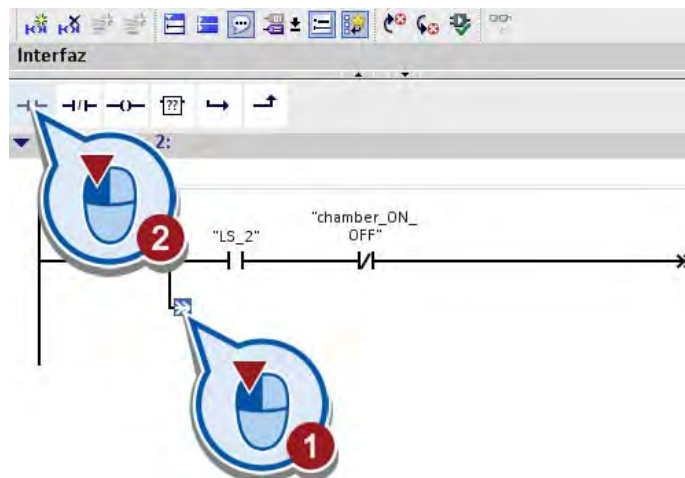 Interfaz
??
2:
2
"LS_2"
"chamber_ON_
OFF"
1